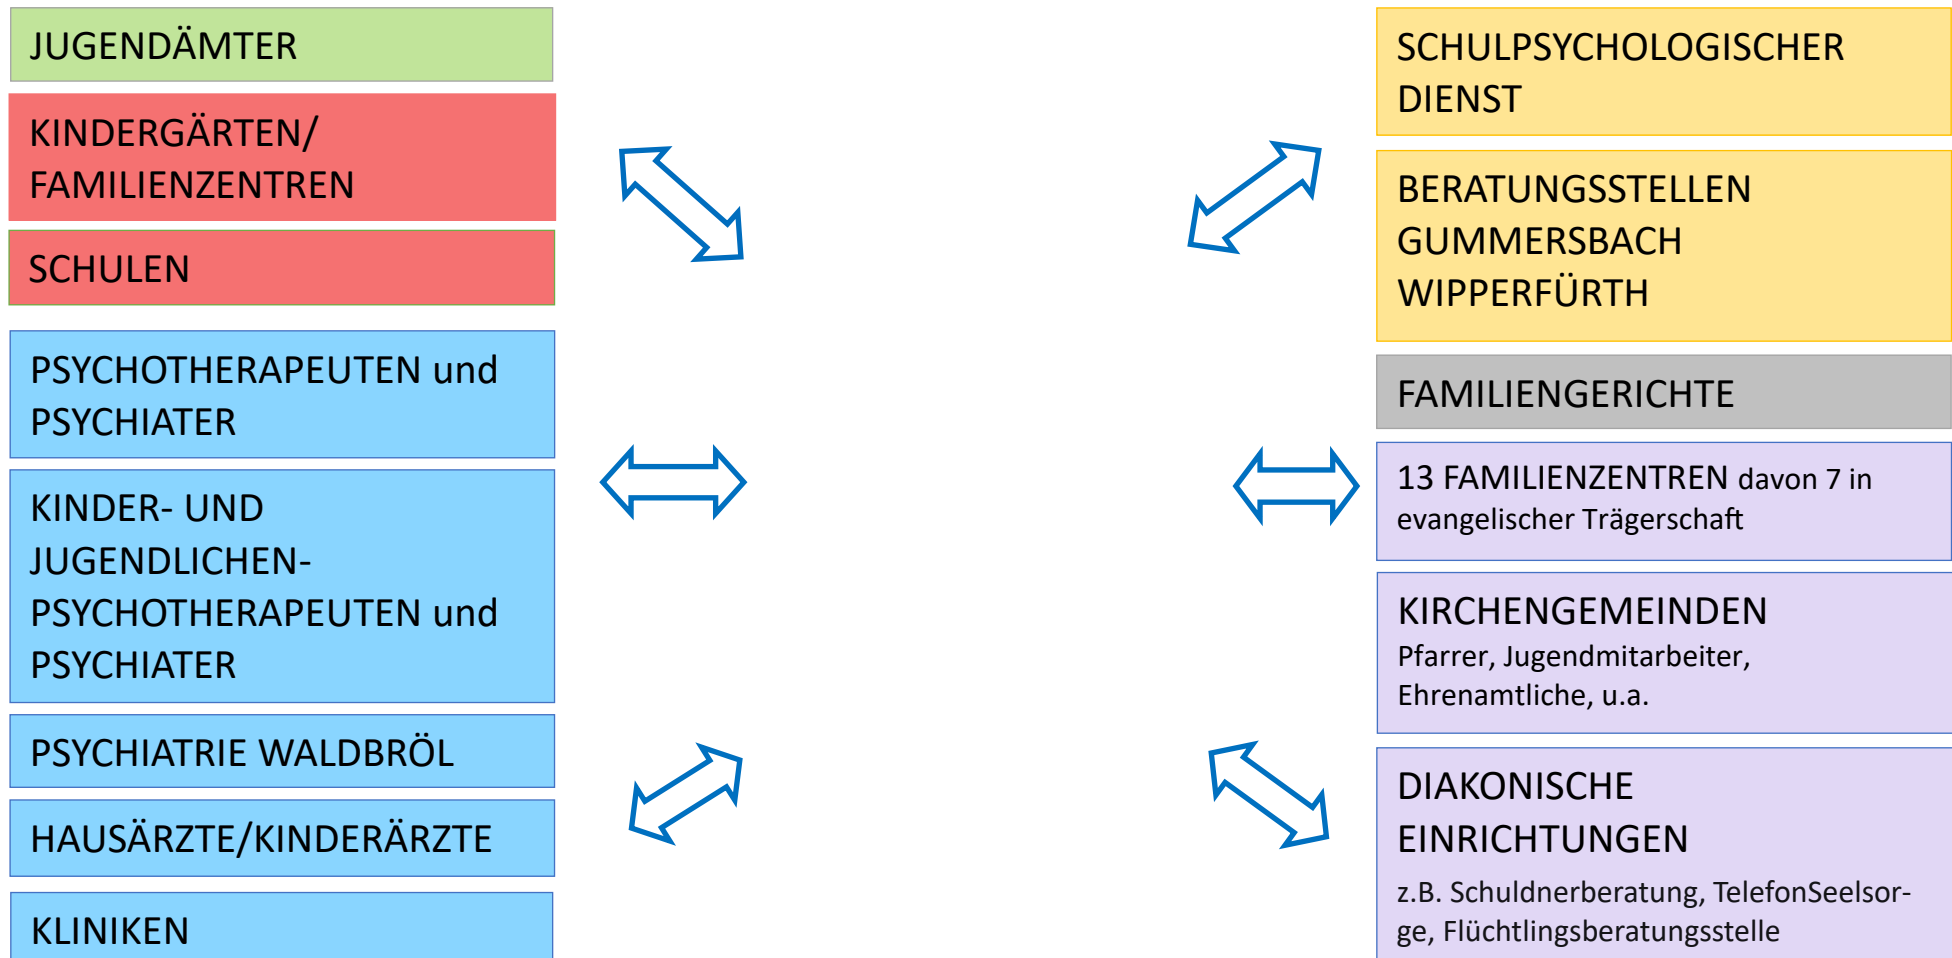 JUGENDÄMTER
KINDERGÄRTEN/
FAMILIENZENTREN
SCHULEN
PSYCHOTHERAPEUTEN und
PSYCHIATER
KINDER- UND
JUGENDLICHEN-
PSYCHOTHERAPEUTEN und
PSYCHIATER
PSYCHIATRIE WALDBRÖL
HAUSÄRZTE/KINDERÄRZTE
KLINIKEN
SCHULPSYCHOLOGISCHER
DIENST
BERATUNGSSTELLEN
GUMMERSBACH
WIPPERFÜRTH
FAMILIENGERICHTE
13 FAMILIENZENTREN davon 7 in
evangelischer Trägerschaft
KIRCHENGEMEINDEN
Pfarrer, Jugendmitarbeiter,
Ehrenamtliche, u.a.
DIAKONISCHE
EINRICHTUNGEN
z.B. Schuldnerberatung, TelefonSeelsor-
ge, Flüchtlingsberatungsstelle